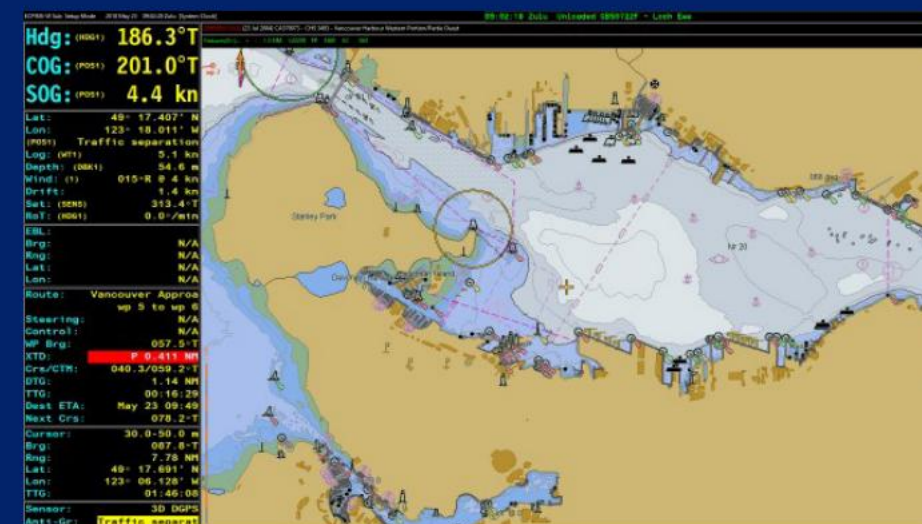 09:02:18 Zulu Unloaded GB50722F - Loch Ewe
Hdg: (HDG1) 186.3°T
COG: (POS1) 201.0°T
SOG: (POS1) 4.4 kn
Lat: 49° 17.407' N
Lon: 123° 18.011' W
(POS1) Traffic separation
Log: (WT1) 5.1 kn
Depth: (DBK1) 54.6 m
Wind: (1) 015°R @ 4 kn
Drift: 1.4 kn
Set: (SENS) 313.4°T
RoT: (HDG1) 0.0°/min
EBL:
Brg: N/A
Rng: N/A
Lat: N/A
Lon: N/A
Route: Vancouver Approa
wp 5 to wp 6
Steering: N/A
Control: N/A
WP Brg: 057.5°T
XTD: P 0.411 NM
Crs/CTM: 040.3/059.2°T
DTG: 1.14 NM
TTG: 00:16:29
Dest ETA: May 23 09:49
Next Crs: 078.2°T
Cursor: 30.0-50.0 m
Brg: 087.8°T
Rng: 7.78 NM
Lat: 49° 17.691' N
Lon: 123° 06.128' W
TTG: 01:46:08
Sensor: 3D DGPS
Anti-Gr: Traffic separat
Stanley Park